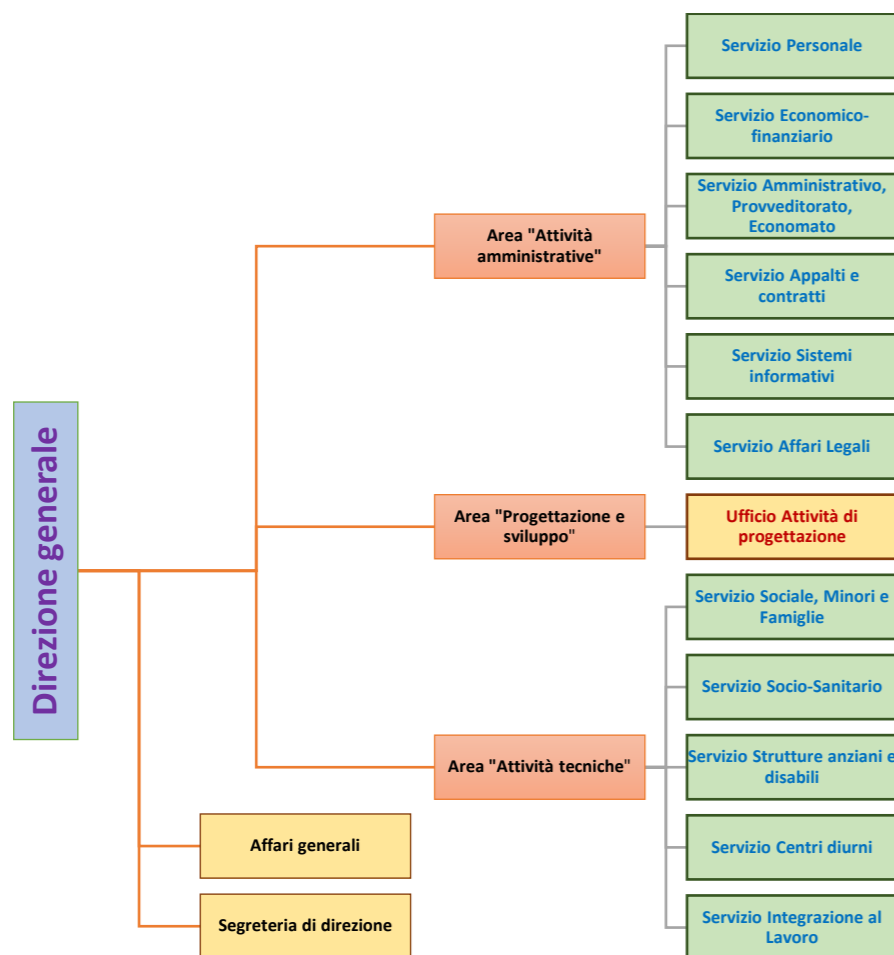 Direzione generale
Area "Attività
amministrative"
Servizio Personale
Servizio Economico-
finanziario
Servizio Amministrativo,
Provveditorato,
Economato
Servizio Appalti e
contratti
Servizio Sistemi
informativi
Servizio Affari Legali
Area "Progettazione e
sviluppo"
Ufficio Attività di
progettazione
Area "Attività tecniche"
Servizio Sociale, Minori e
Famiglie
Servizio Socio-Sanitario
Servizio Strutture anziani e
disabili
Servizio Centri diurni
Servizio Integrazione al
Lavoro
Affari generali
Segreteria di direzione